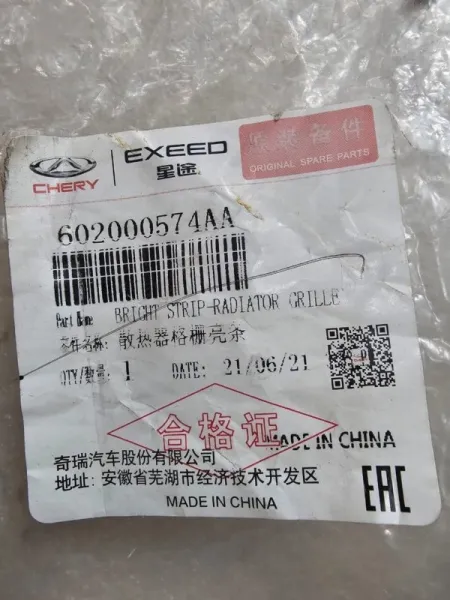 CHERY
EXEED
星途
原装备件
ORIGINAL SPARE PARTS
602000574AA
Part Name BRIGHT STRIP-RADIATOR GRILLE
零件名称: 散热器格栅亮条
QTY/数量: 1 DATE: 21/06/21
合格证
MADE IN CHINA
奇瑞汽车股份有限公司
地址: 安徽省芜湖市经济技术开发区
MADE IN CHINA
EAC